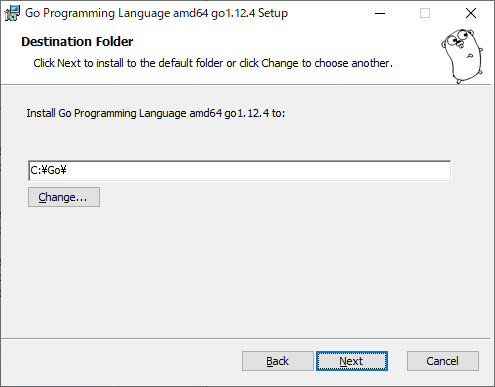 Go Programming Language amd64 go1.12.4 Setup
Destination Folder
Click Next to install to the default folder or click Change to choose another.
Install Go Programming Language amd64 go1.12.4 to:
C:¥Go¥
Change...
Back
Next
Cancel